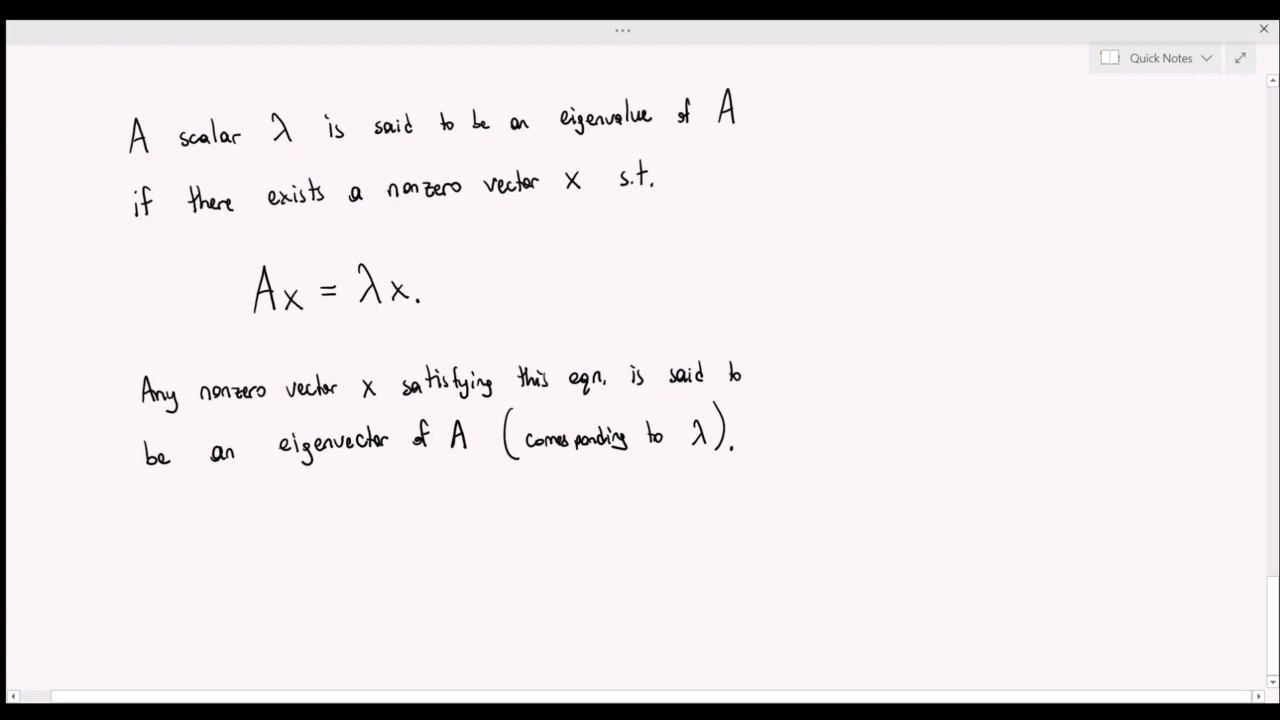 ...
Quick Notes
A scalar λ is said to be an eigenvalue of A
if there exists a nonzero vector x s.t.
Ax = λx.
Any nonzero vector x satisfying this eqn. is said to
be an eigenvector of A (corresponding to λ).